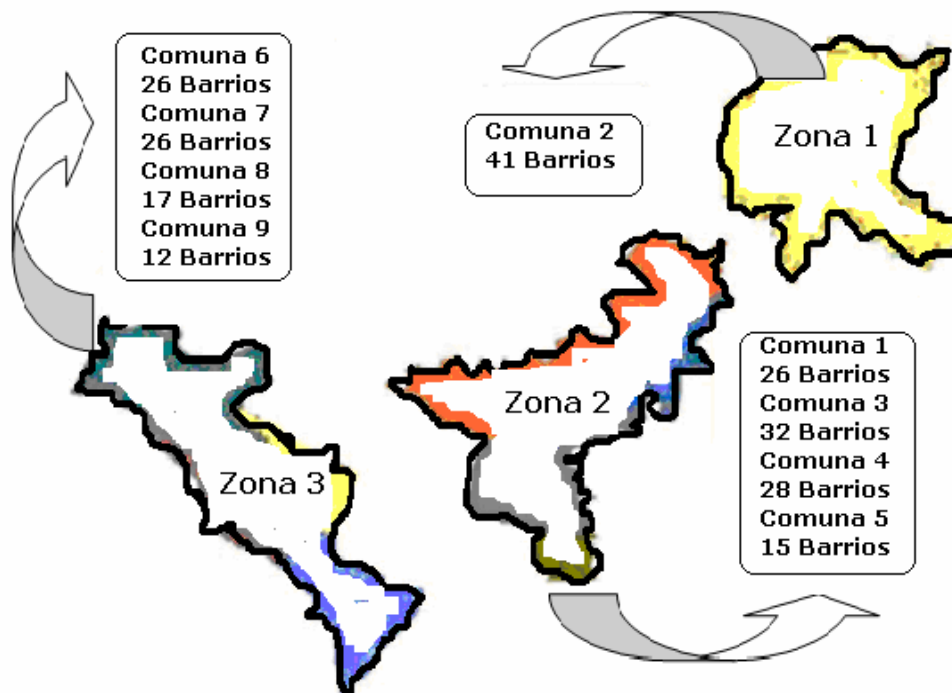 Comuna 6
26 Barrios
Comuna 7
26 Barrios
Comuna 8
17 Barrios
Comuna 9
12 Barrios
Comuna 2
41 Barrios
Zona 1
Zona 2
Comuna 1
26 Barrios
Comuna 3
32 Barrios
Comuna 4
28 Barrios
Comuna 5
15 Barrios
Zona 3